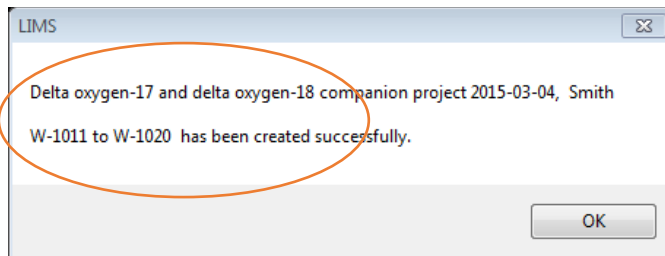 LIMS
Delta oxygen-17 and delta oxygen-18 companion project 2015-03-04,  Smith
W-1011 to W-1020  has been created successfully.
OK